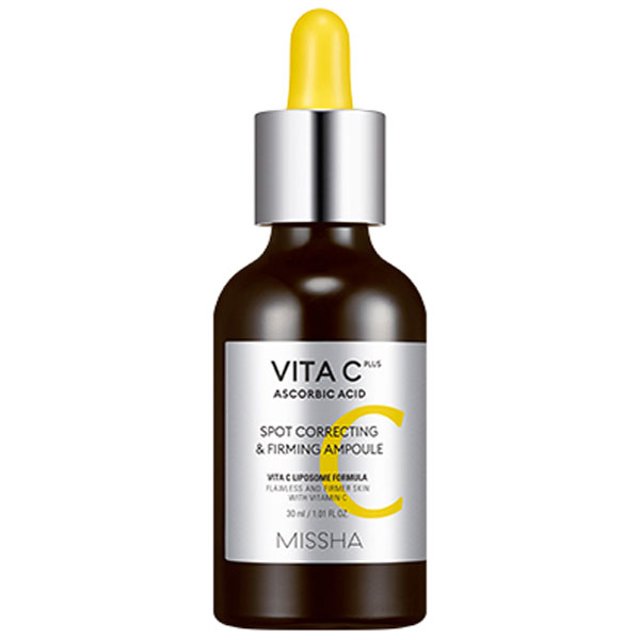 VITA C PLUS
ASCORBIC ACID
C
SPOT CORRECTING
& FIRMING AMPOULE
VITA C LIPOSOME FORMULA
FLAWLESS AND FIRMER SKIN
WITH VITAMIN C
30 ml / 1.01 FL.OZ.
MISSHA